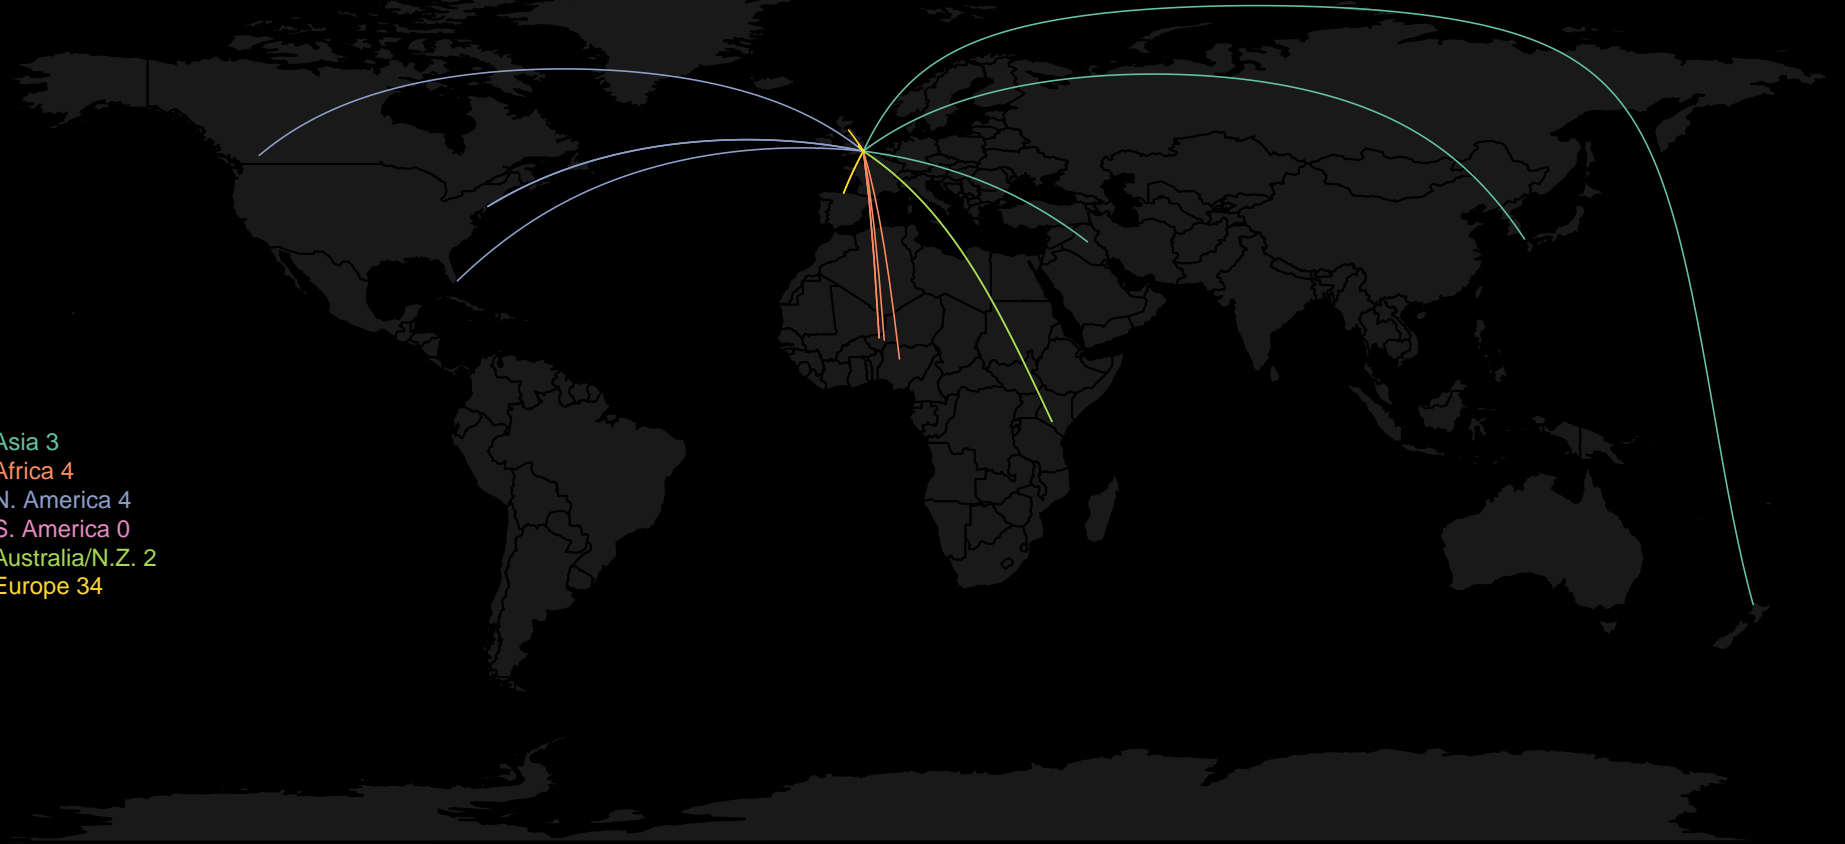 Asia 3
Africa 4
N. America 4
S. America 0
Australia/N.Z. 2
Europe 34